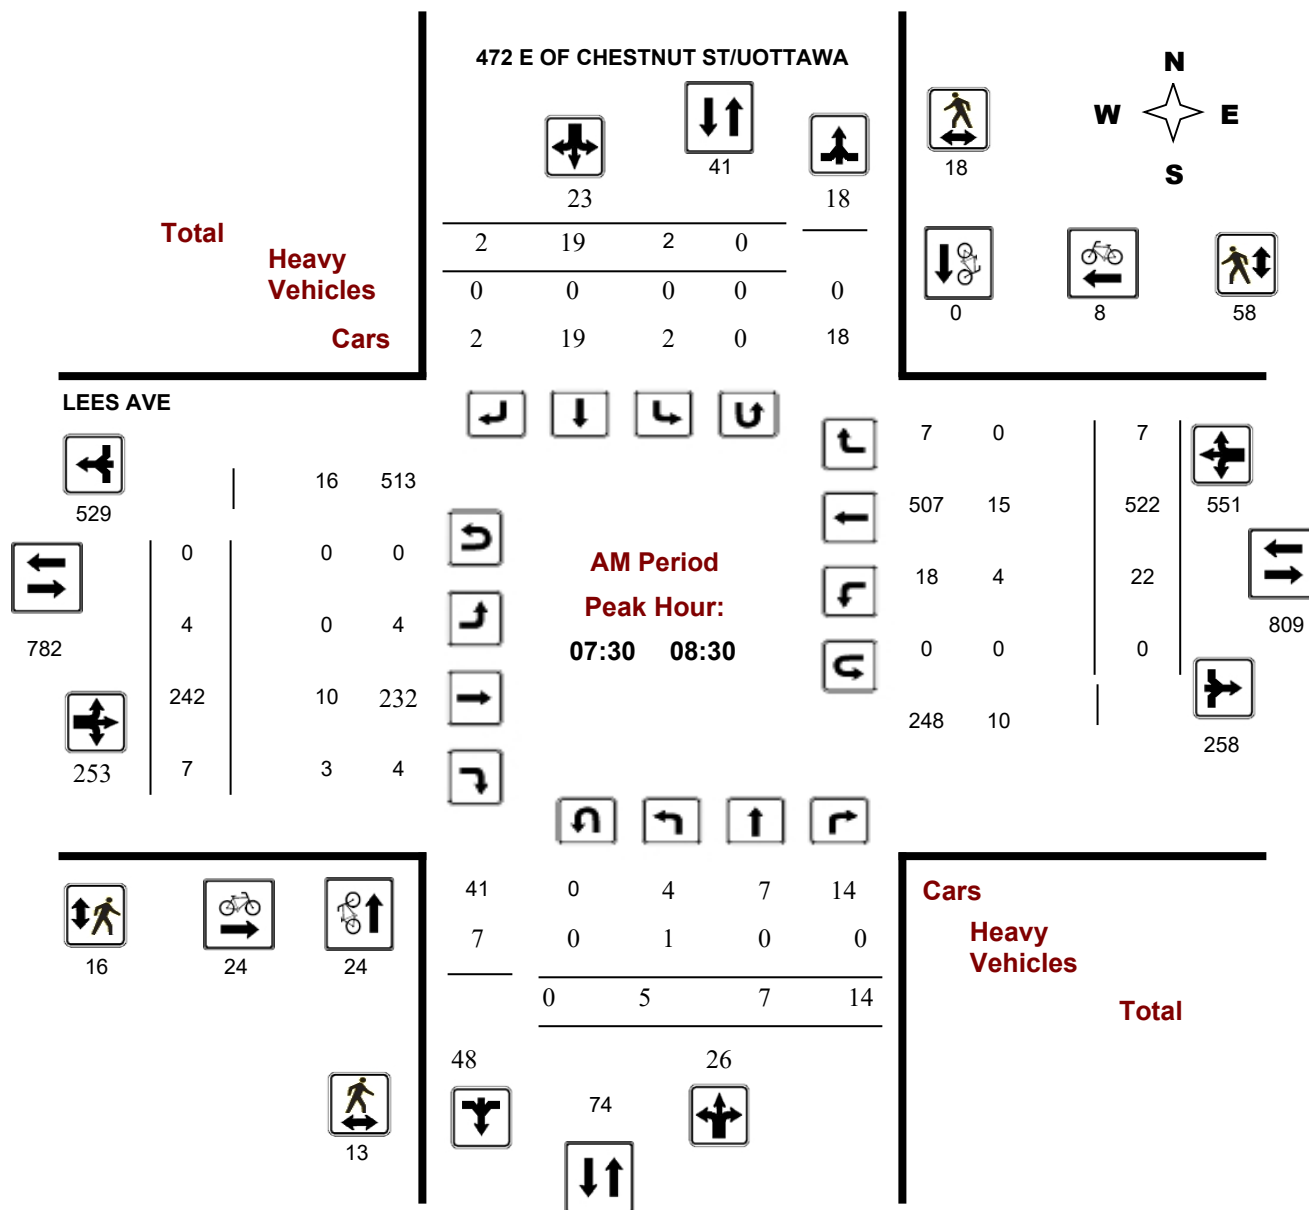 472 E OF CHESTNUT ST/UOTTAWA
N
W E
S
41
18
23 18
Total 2 19 2 0
Heavy
Vehicles 0 0 0 0 0
0 8 58
Cars 2 19 2 0 18
LEES AVE
7 0 7
16 513
529
507 15 522 551
0 0 0
AM Period
18 4 22
Peak Hour:
4 0 4
809
782
07:30 08:30
0 0 0
242 10 232
248 10
258
253 7 3 4
41 0 4 7 14
Cars
7 0 1 0 0
Heavy
Vehicles
16 24 24
0 5 7 14
Total
48 26
74
13